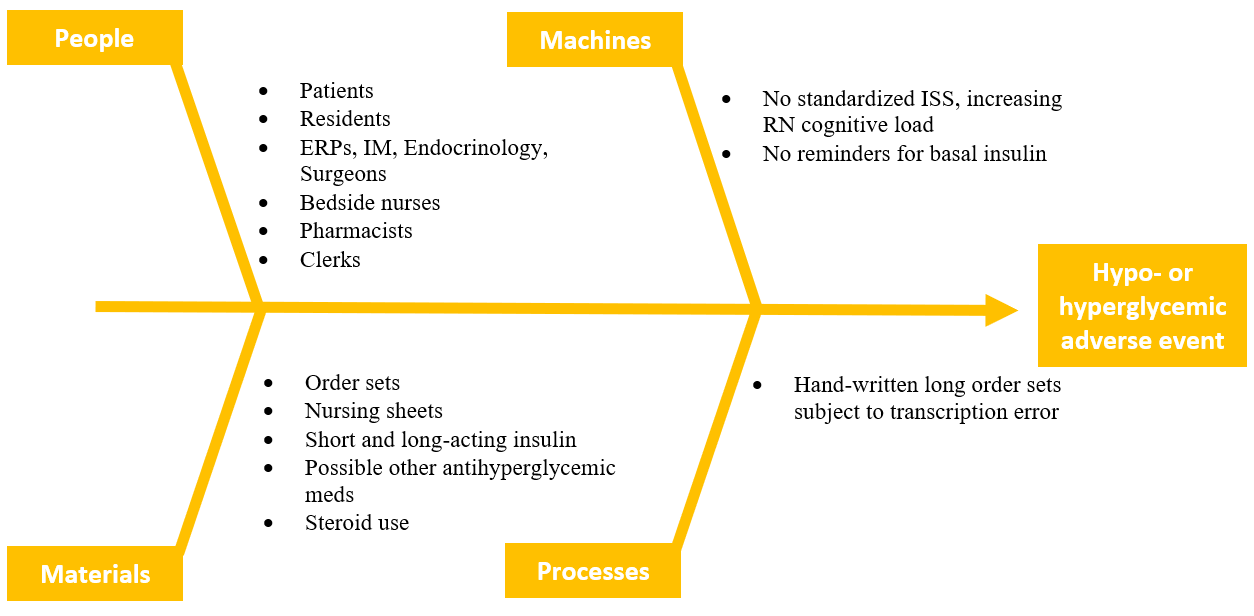 People
• Patients
• Residents
• ERPs, IM, Endocrinology,
Surgeons
• Bedside nurses
• Pharmacists
• Clerks
Machines
• No standardized ISS, increasing
RN cognitive load
• No reminders for basal insulin
Hypo- or
hyperglycemic
adverse event
Materials
• Order sets
• Nursing sheets
• Short and long-acting insulin
• Possible other antihyperglycemic
meds
• Steroid use
Processes
• Hand-written long order sets
subject to transcription error